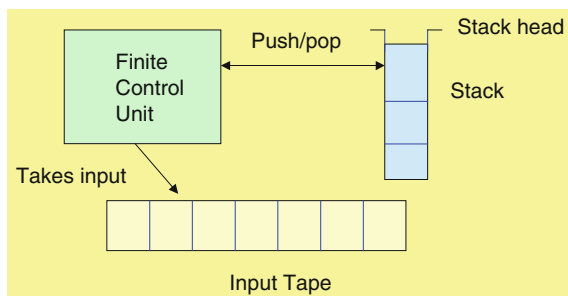 Finite
Control
Unit
Push/pop
Stack head
Stack
Takes input
Input Tape